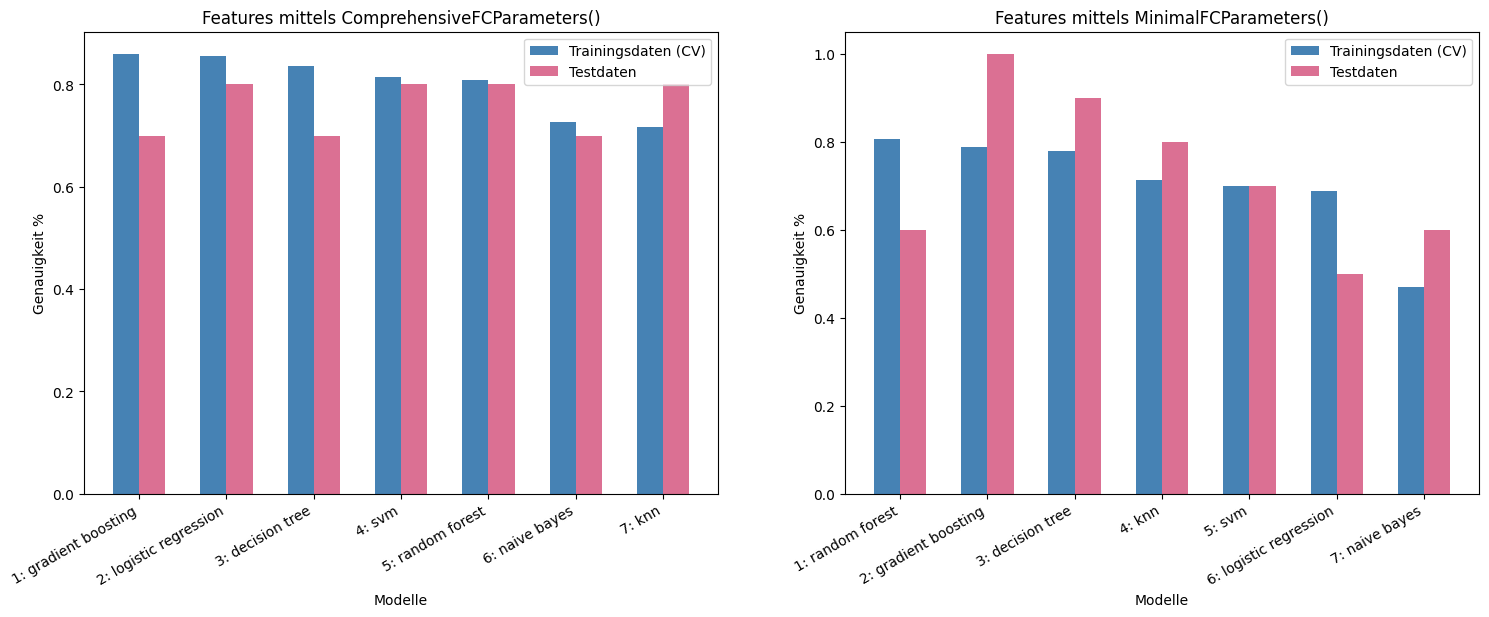 Features mittels ComprehensiveFCParameters()
Trainingsdaten (CV)
Testdaten
Genauigkeit %
0.8
0.6
0.4
0.2
0.0
1: gradient boosting
2: logistic regression
3: decision tree
4: svm
5: random forest
6: naive bayes
7: knn
Modelle
Features mittels MinimalFCParameters()
Trainingsdaten (CV)
Testdaten
Genauigkeit %
1.0
0.8
0.6
0.4
0.2
0.0
1: random forest
2: gradient boosting
3: decision tree
4: knn
5: svm
6: logistic regression
7: naive bayes
Modelle